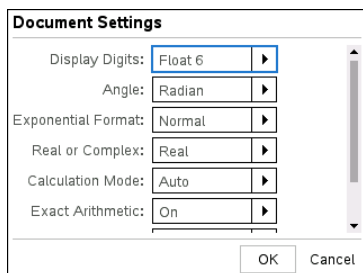 Document Settings
Display Digits: Float 6
Angle: Radian
Exponential Format: Normal
Real or Complex: Real
Calculation Mode: Auto
Exact Arithmetic: On
OK Cancel